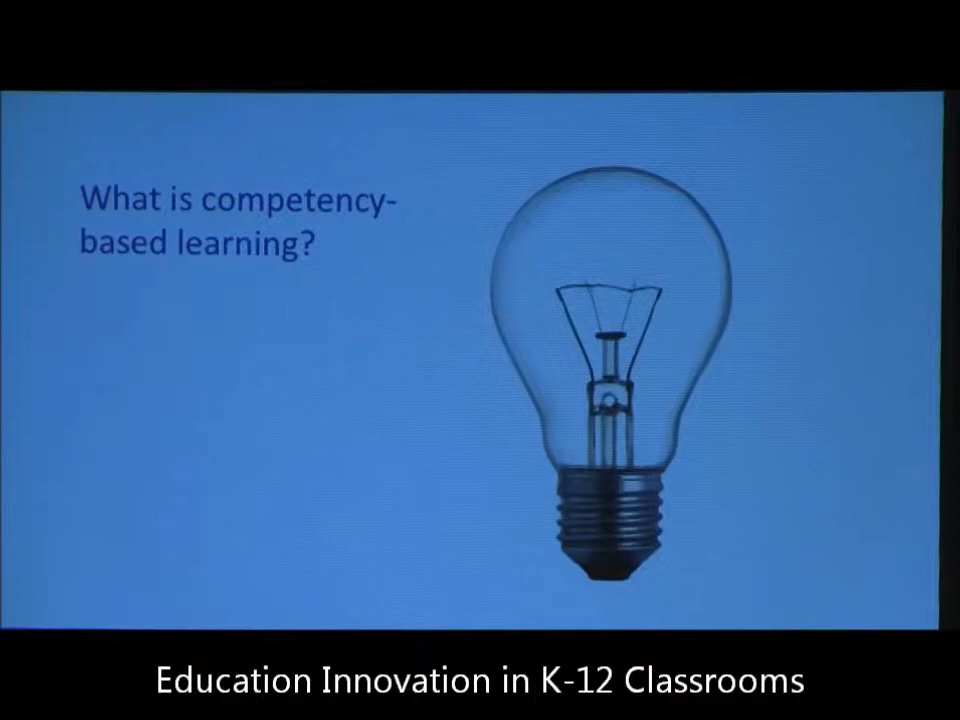 What is competency-
based learning?
Education Innovation in K-12 Classrooms